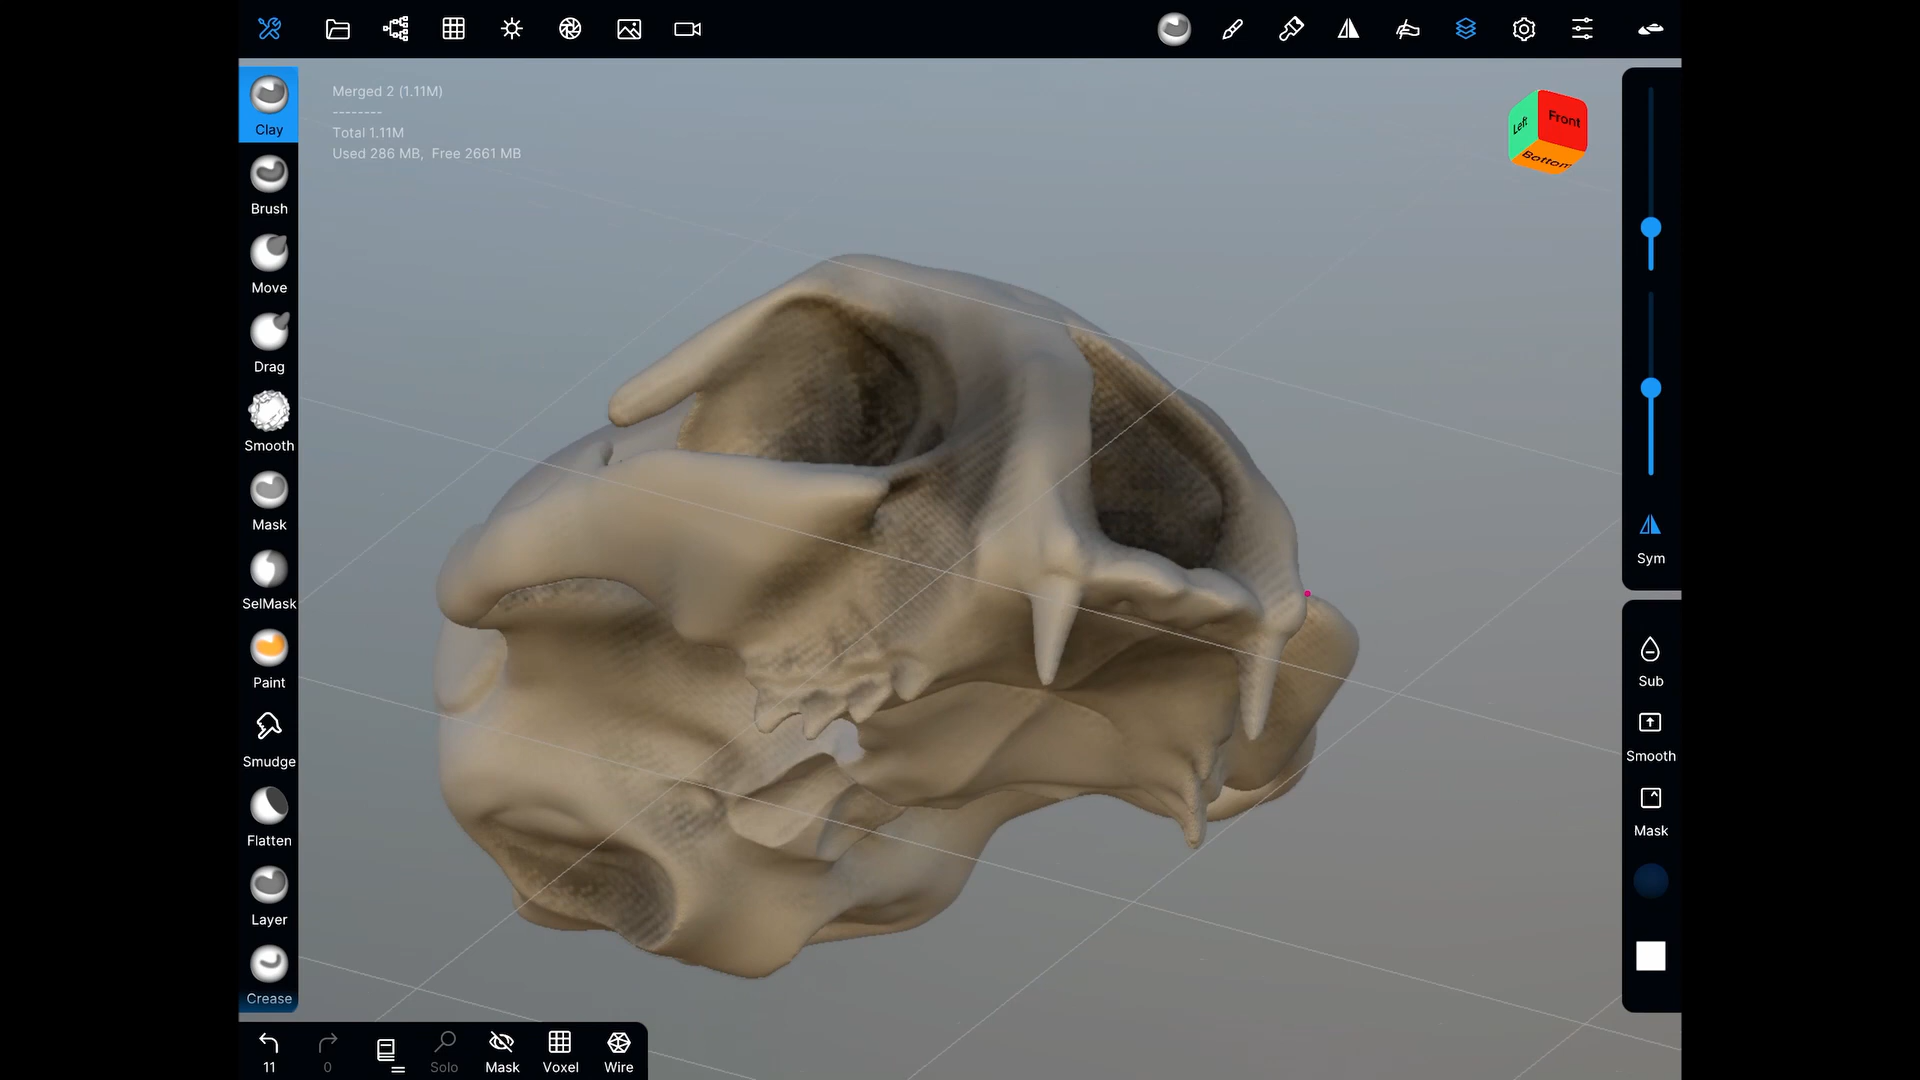 Merged 2 (1.11M)
--------
Total 1.11M
Used 286 MB, Free 2661 MB
Left
Front
Bottom
Clay
Brush
Move
Drag
Smooth
Mask
SelMask
Paint
Smudge
Flatten
Layer
Crease
Sym
Sub
Smooth
Mask
11
0
Solo
Mask
Voxel
Wire